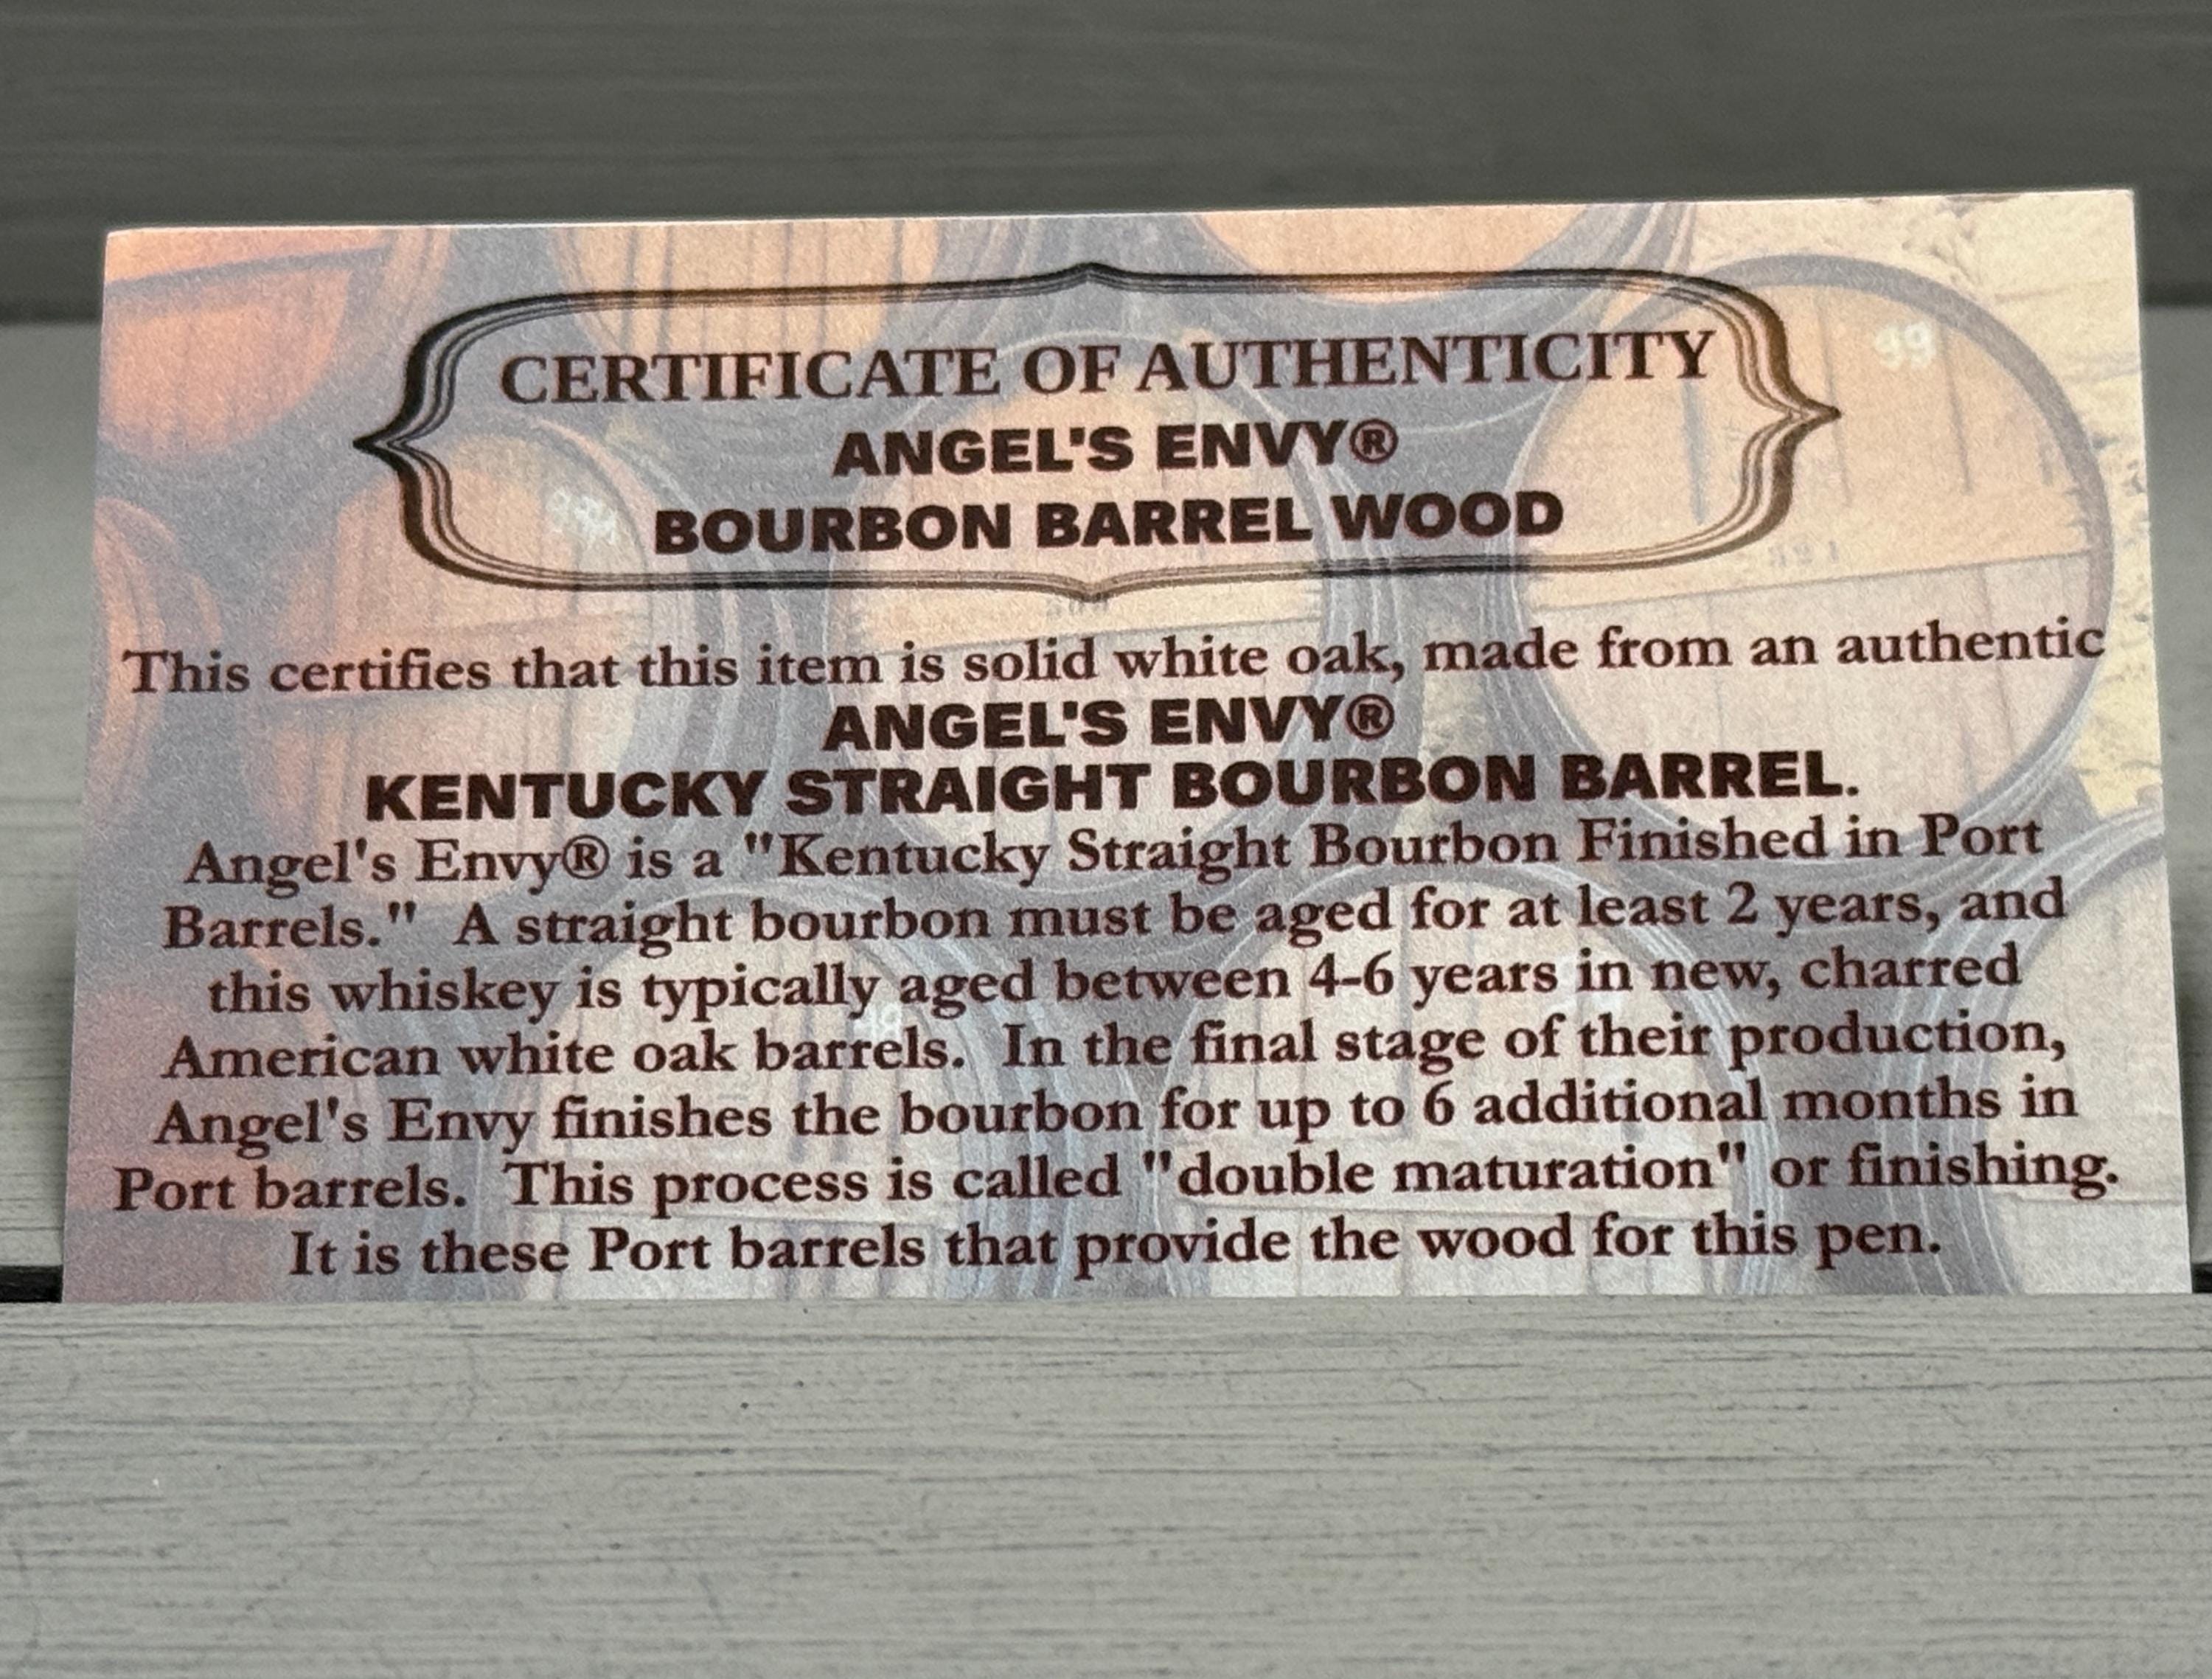 CERTIFICATE OF AUTHENTICITY
ANGEL'S ENVY®
BOURBON BARREL WOOD
This certifies that this item is solid white oak, made from an authentic
ANGEL'S ENVY®
KENTUCKY STRAIGHT BOURBON BARREL.
Angel's Envy® is a "Kentucky Straight Bourbon Finished in Port
Barrels."  A straight bourbon must be aged for at least 2 years, and
this whiskey is typically aged between 4-6 years in new, charred
American white oak barrels.  In the final stage of their production,
Angel's Envy finishes the bourbon for up to 6 additional months in
Port barrels.  This process is called "double maturation" or finishing.
It is these Port barrels that provide the wood for this pen.